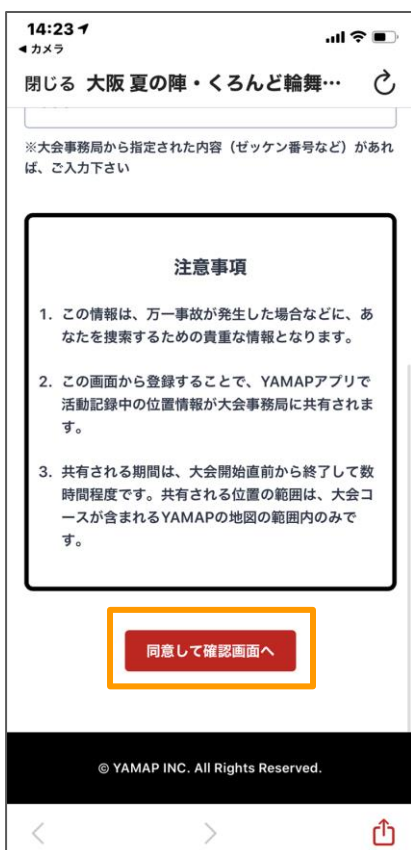 14:23
◀カメラ
閉じる 大阪 夏の陣・くろんど輪舞…
※大会事務局から指定された内容（ゼッケン番号など）があれ
ば、ご入力下さい
注意事項
1. この情報は、万一事故が発生した場合などに、あ
なたを捜索するための貴重な情報となります。
2. この画面から登録することで、YAMAPアプリで
活動記録中の位置情報が大会事務局に共有されま
す。
3. 共有される期間は、大会開始直前から終了して数
時間程度です。共有される位置の範囲は、大会コ
ースが含まれるYAMAPの地図の範囲内のみで
す。
同意して確認画面へ
© YAMAP INC. All Rights Reserved.